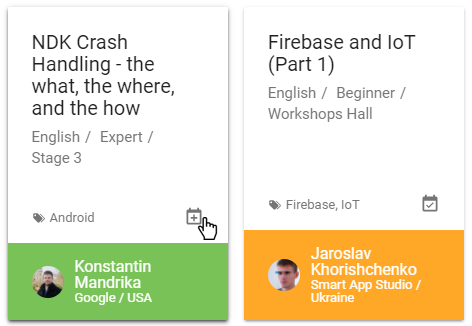 NDK Crash
Handling - the
what, the where,
and the how
English / Expert /
Stage 3
Android
Konstantin
Mandrika
Google / USA
Firebase and IoT
(Part 1)
English / Beginner /
Workshops Hall
Firebase, IoT
Jaroslav
Khorishchenko
Smart App Studio /
Ukraine